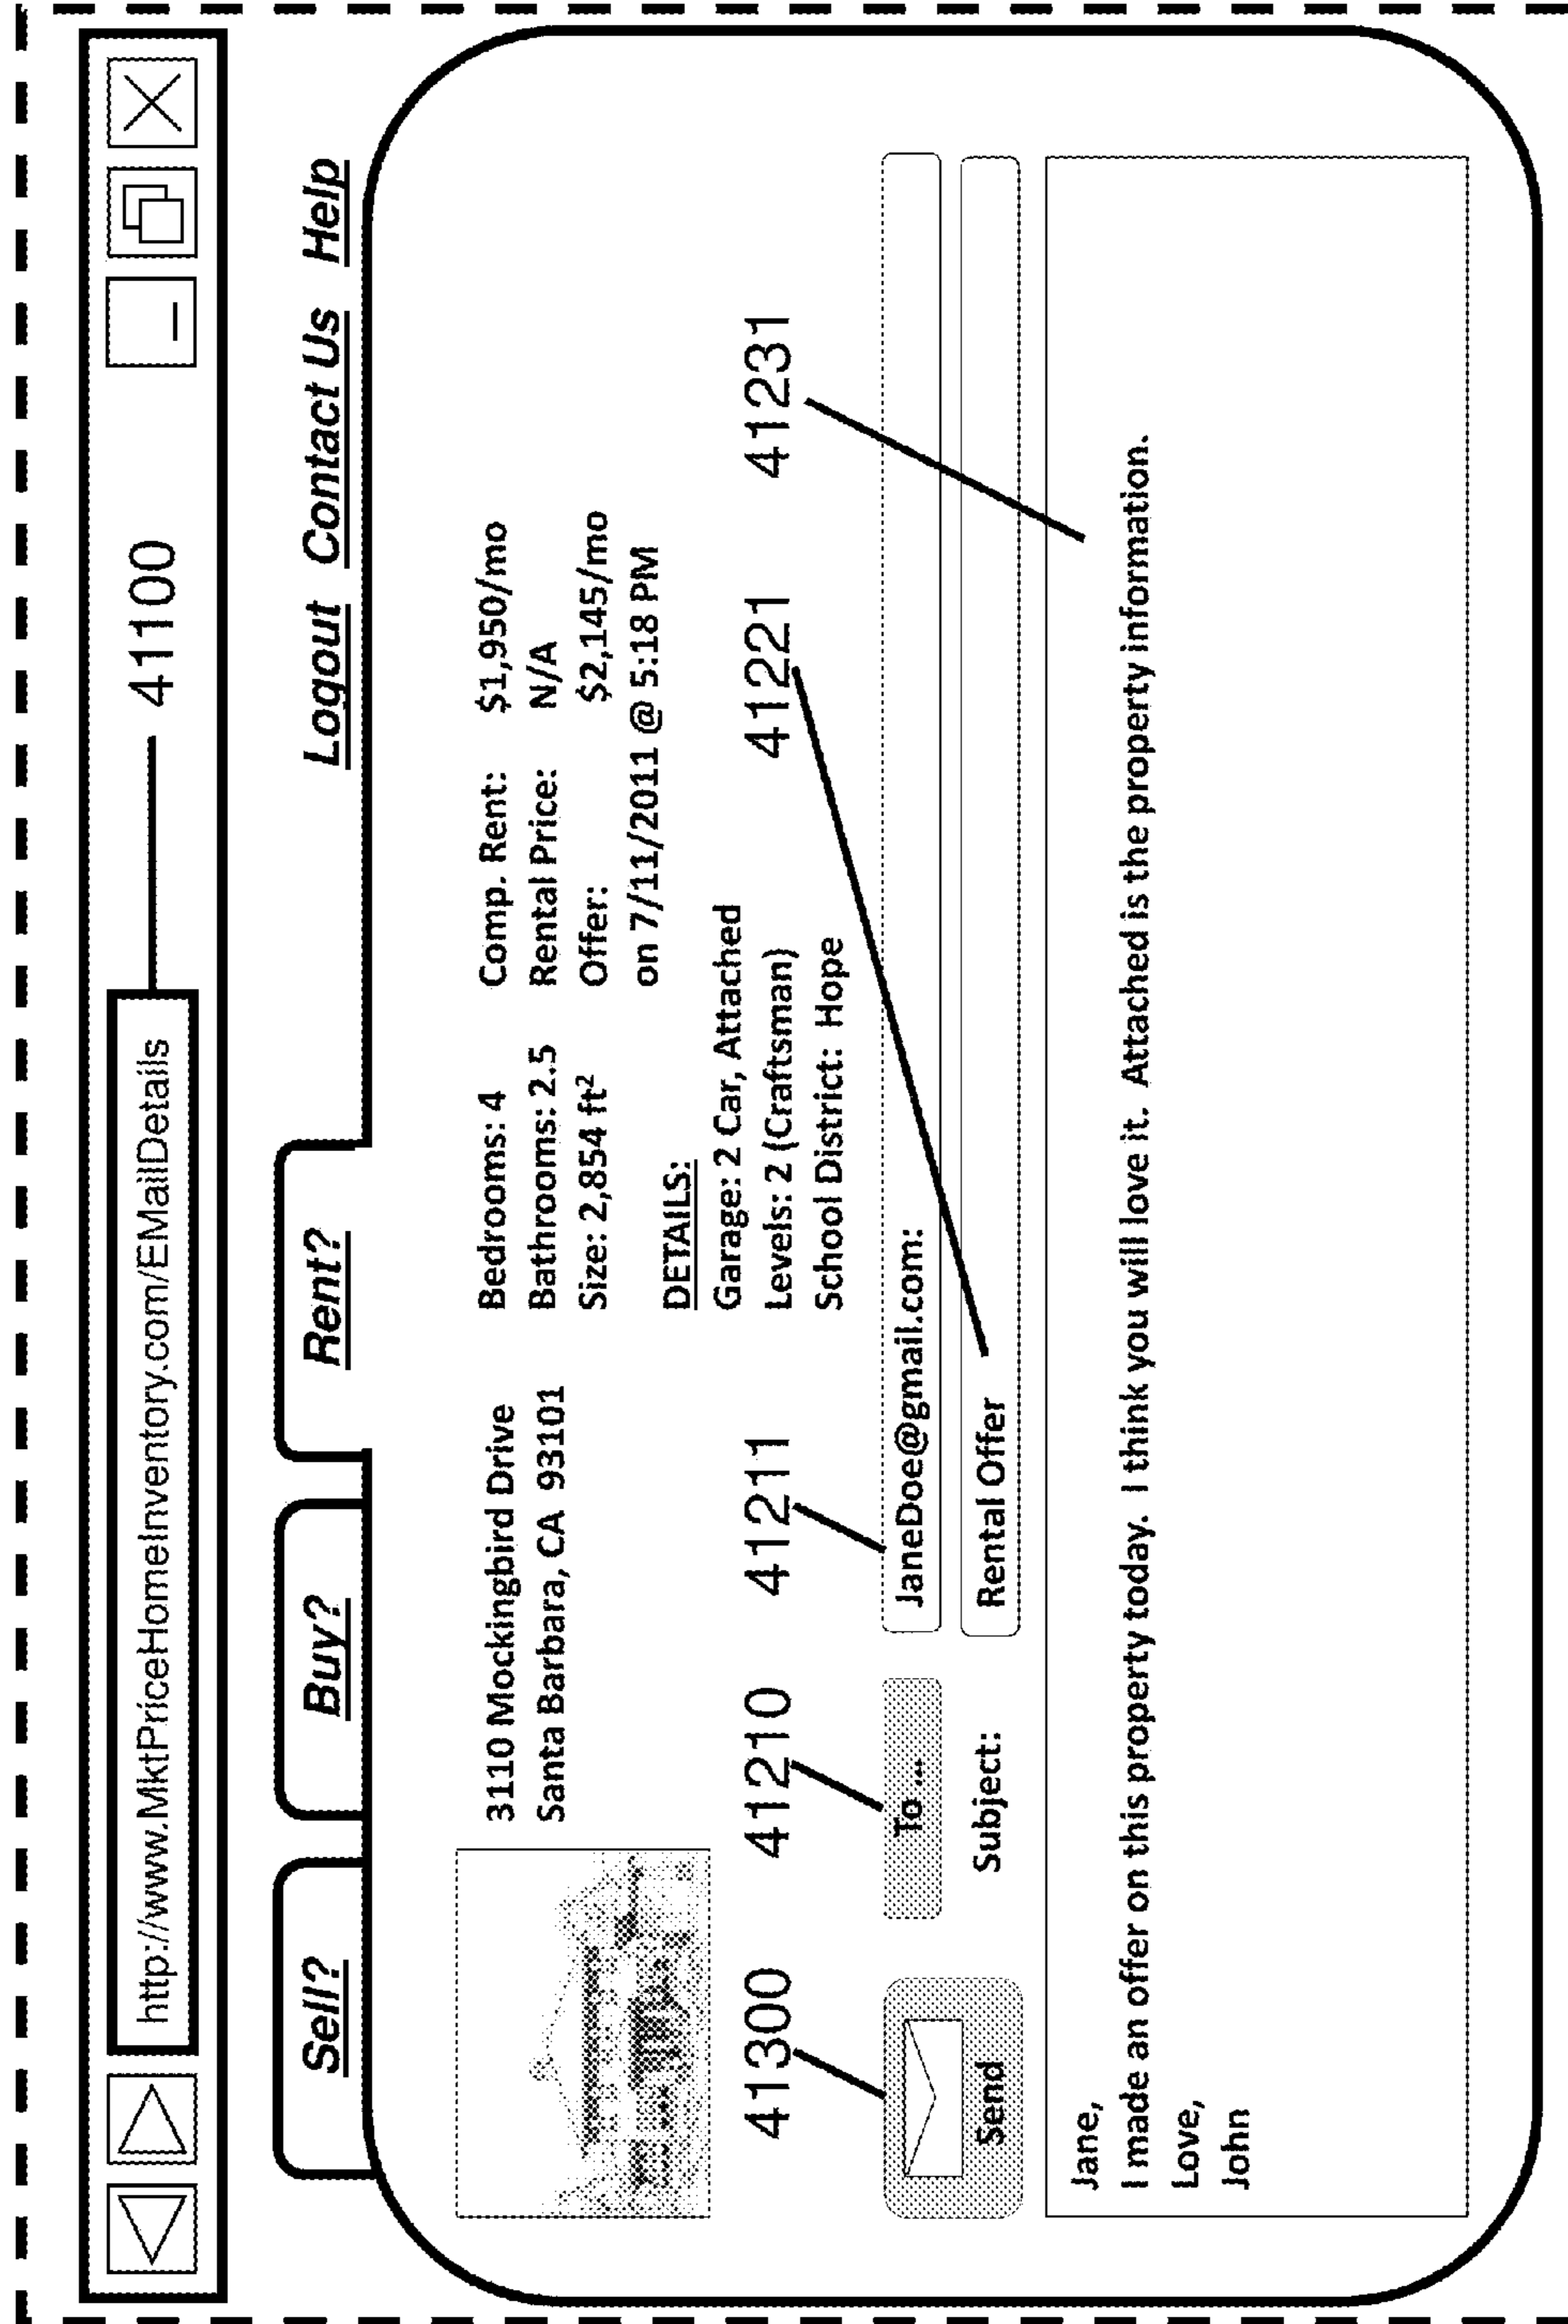 http://www.MktPriceHomeInventory.com/EMailDetails
41100
Sell?
Buy?
Rent?
Logout Contact Us Help
3110 Mockingbird Drive
Santa Barbara, CA 93101
Bedrooms: 4
Bathrooms: 2.5
Size: 2,854 ft²
Comp. Rent: $1,950/mo
Rental Price: N/A
Offer: $2,145/mo
on 7/11/2011 @ 5:18 PM
DETAILS:
Garage: 2 Car, Attached
Levels: 2 (Craftsman)
School District: Hope
41300
41210
41211
41221
41231
Send
To ...
JaneDoe@gmail.com:
Subject:
Rental Offer
Jane,
I made an offer on this property today. I think you will love it. Attached is the property information.
Love,
John